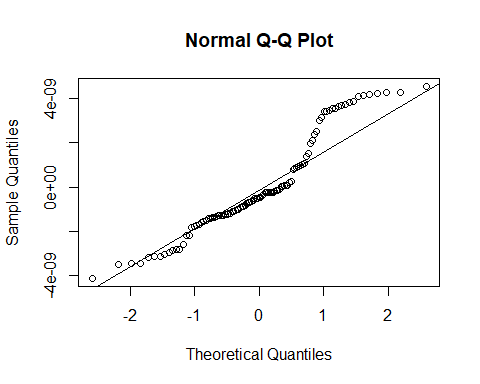 Normal Q-Q Plot
Sample Quantiles
4e-09
0e+00
-4e-09
-2
-1
0
1
2
Theoretical Quantiles